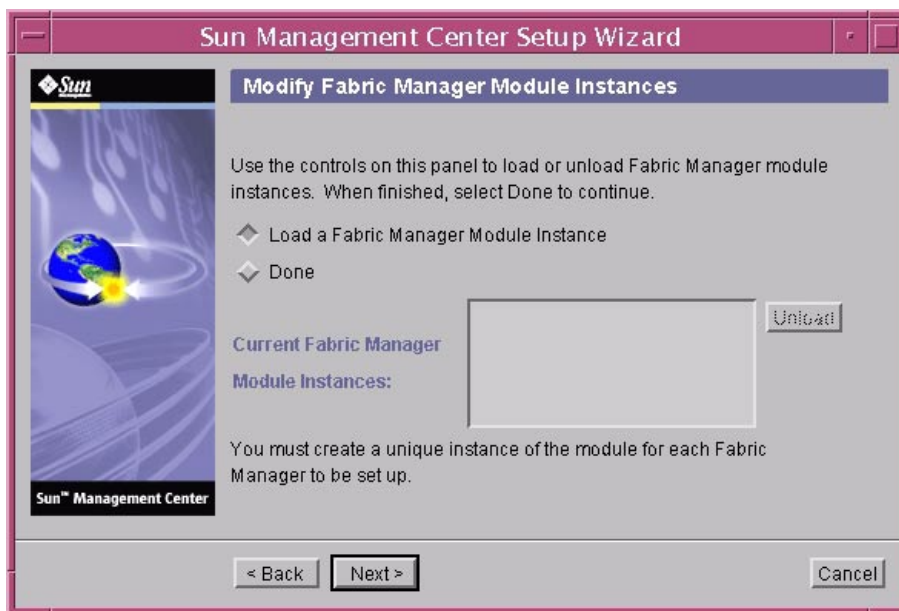 Sun Management Center Setup Wizard
Sun
Modify Fabric Manager Module Instances
Use the controls on this panel to load or unload Fabric Manager module
instances. When finished, select Done to continue.
Load a Fabric Manager Module Instance
Done
Unload
Current Fabric Manager
Module Instances:
You must create a unique instance of the module for each Fabric
Manager to be set up.
Sun™ Management Center
< Back
Next >
Cancel